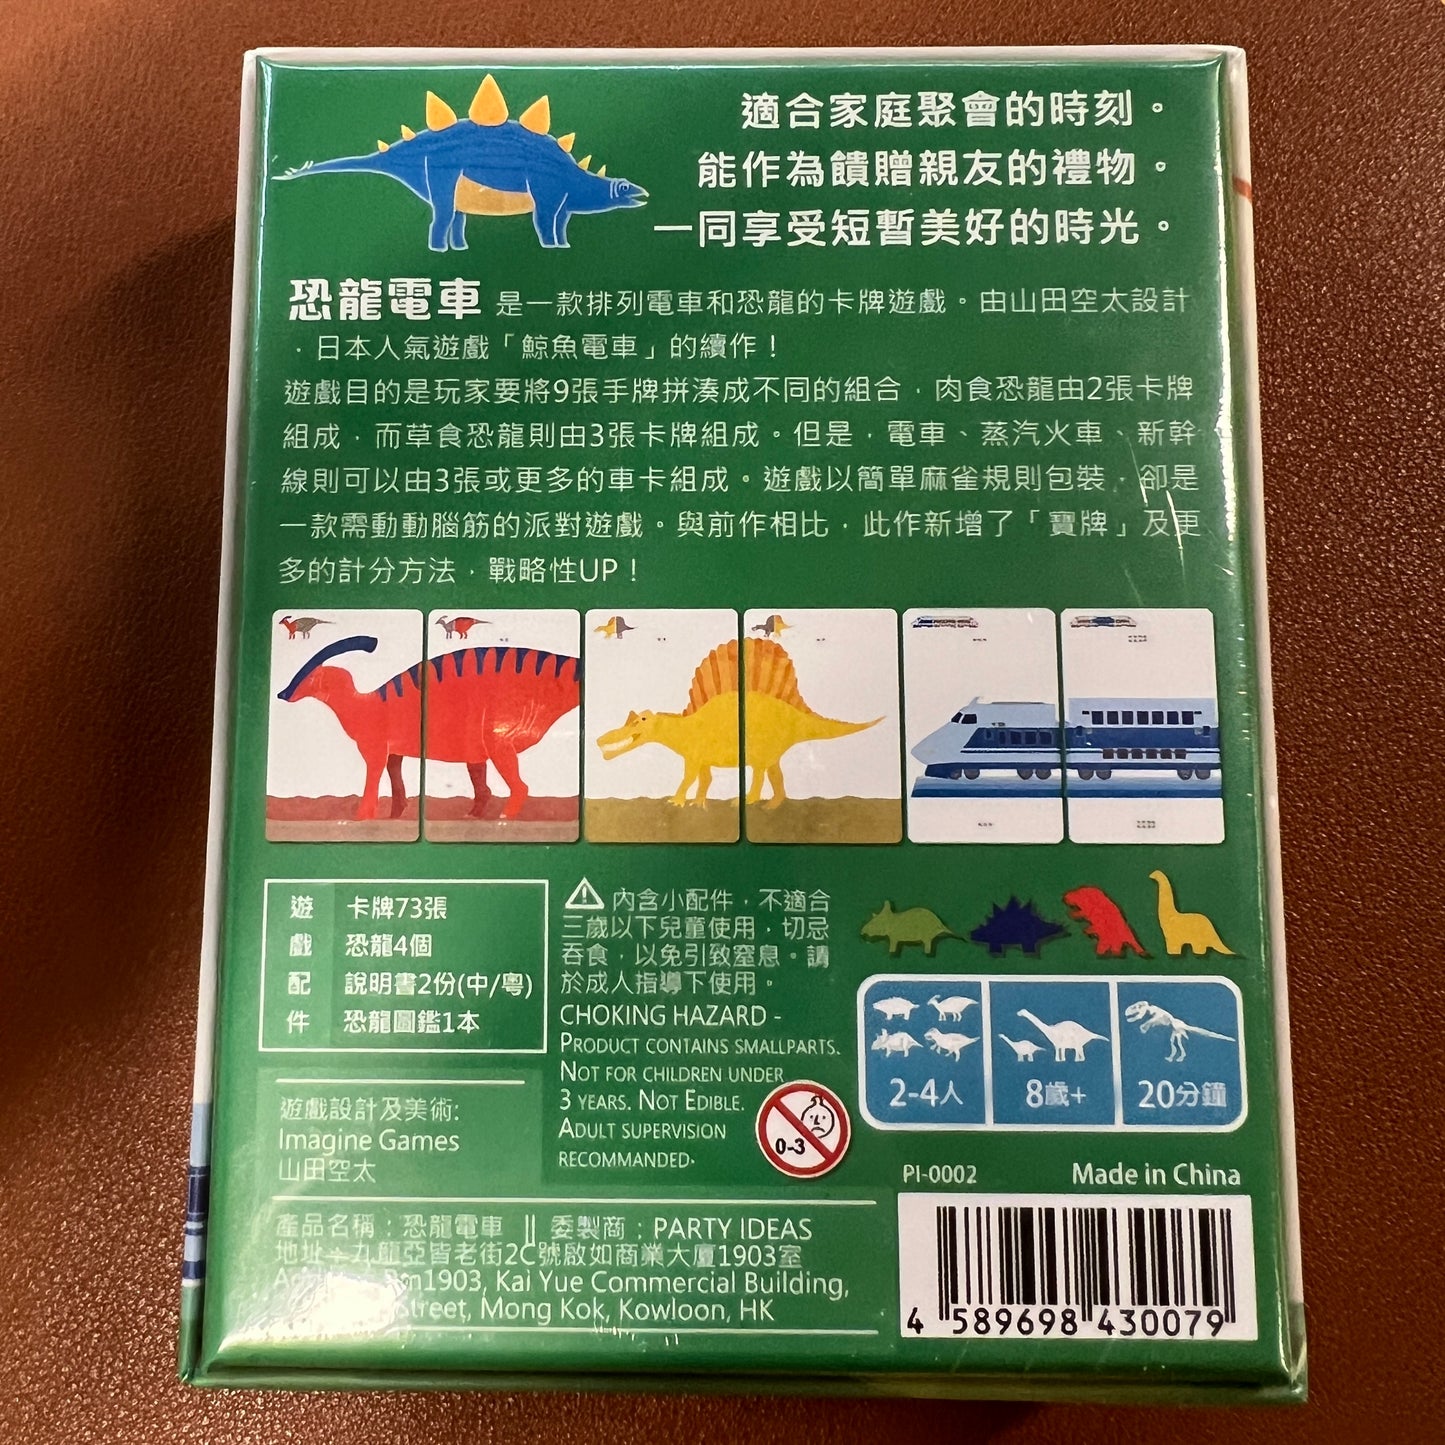 適合家庭聚會的時刻。
能作為饋贈親友的禮物。
一同享受短暫美好的時光。
恐龍電車 是一款排列電車和恐龍的卡牌遊戲。由山田空太設計
，日本人氣遊戲「鯨魚電車」的續作！
遊戲目的是玩家要將9張手牌拼湊成不同的組合，肉食恐龍由2張卡牌
組成，而草食恐龍則由3張卡牌組成。但是，電車、蒸汽火車、新幹
線則可以由3張或更多的車卡組成。遊戲以簡單麻雀規則包裝，卻是
一款需動動腦筋的派對遊戲。與前作相比，此作新增了「寶牌」及更
多的計分方法，戰略性UP！
遊戲配件
卡牌73張
恐龍4個
說明書2份(中/粵)
恐龍圖鑑1本
內含小配件，不適合
三歲以下兒童使用，切忌
吞食，以免引致窒息。請
於成人指導下使用。
CHOKING HAZARD -
PRODUCT CONTAINS SMALLPARTS.
NOT FOR CHILDREN UNDER
3 YEARS. NOT EDIBLE.
ADULT SUPERVISION
RECOMMANDED.
0-3
2-4人
8歲+
20分鐘
遊戲設計及美術:
Imagine Games
山田空太
PI-0002 Made in China
產品名稱：恐龍電車 || 委製商：PARTY IDEAS
地址：九龍亞皆老街2C號啟如商業大廈1903室
Rm1903, Kai Yue Commercial Building,
Street, Mong Kok, Kowloon, HK
4 589698 430079